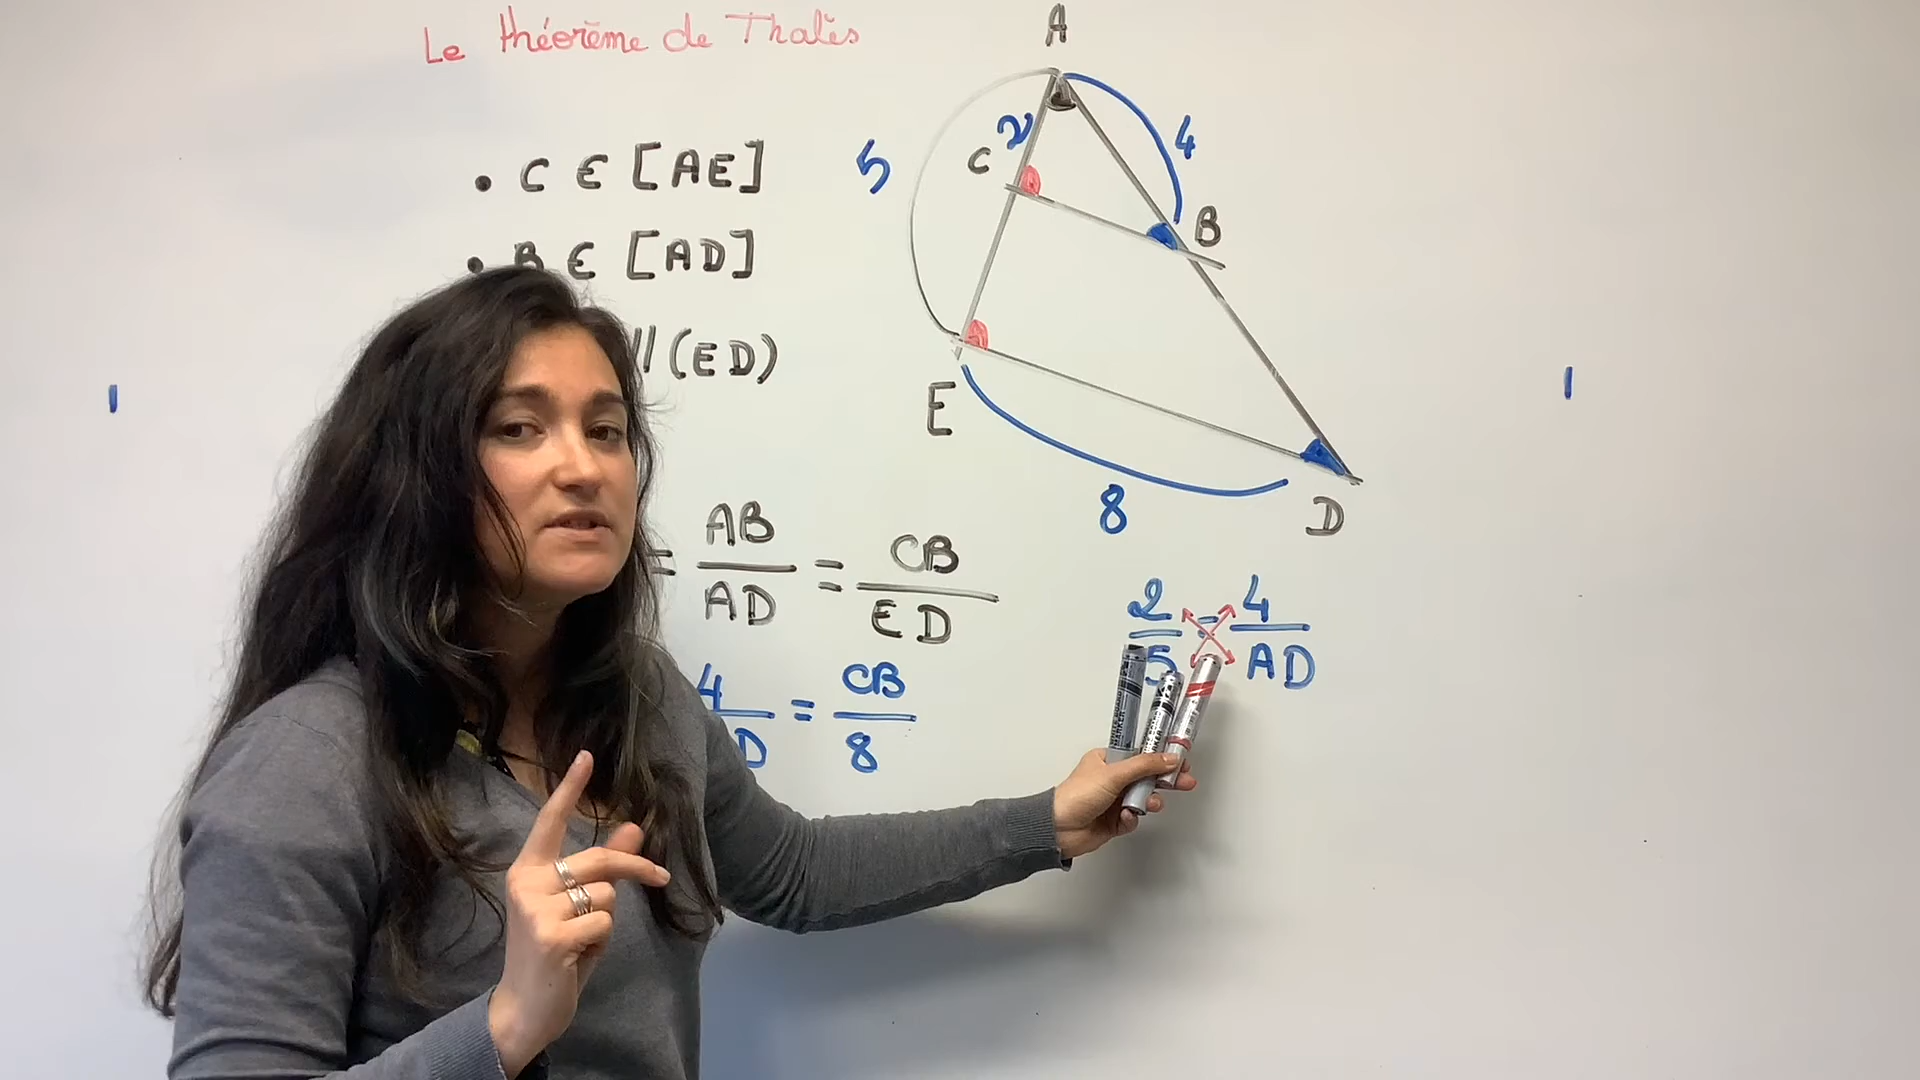 Le théorème de Thalès
A
5
2
4
• C ∈ [AE]
C
B
• B ∈ [AD]
// (ED)
E
8
D
= AB/AD = CB/ED
2/5 = 4/AD
4/D = CB/8